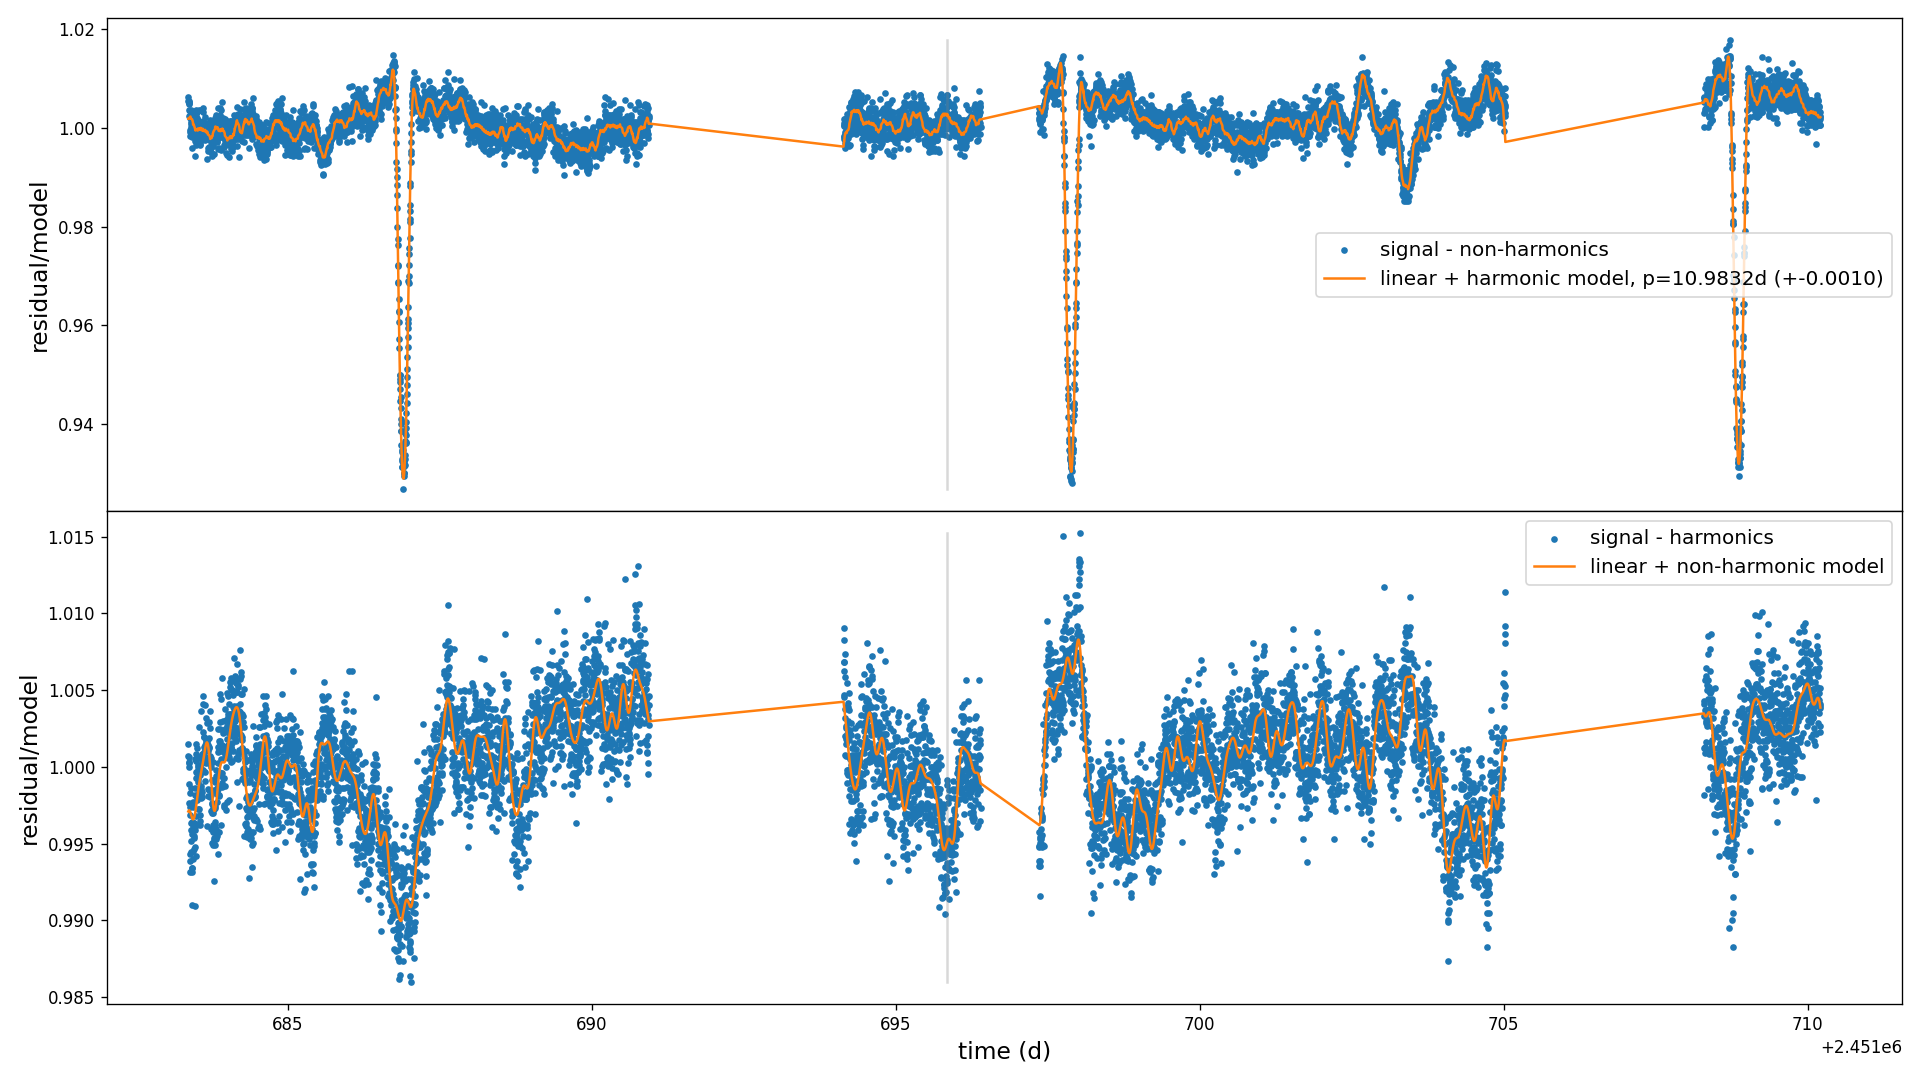 1.02
1.00
0.98
0.96
0.94
residual/model
signal - non-harmonics
linear + harmonic model, p=10.9832d (+-0.0010)
1.015
1.010
1.005
1.000
0.995
0.990
0.985
residual/model
signal - harmonics
linear + non-harmonic model
685
690
695
700
705
710
time (d)
+2.451e6